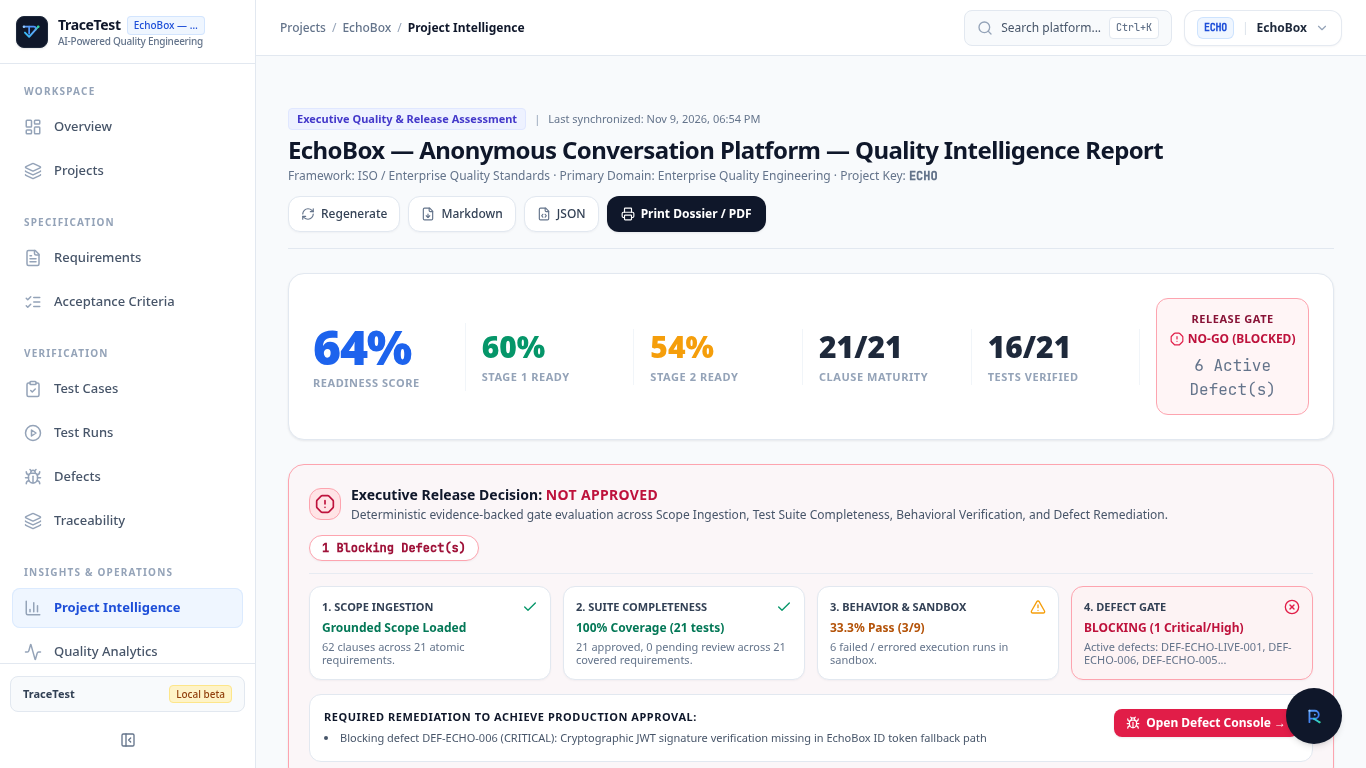 TraceTest
EchoBox — ...
AI-Powered Quality Engineering
WORKSPACE
Overview
Projects
SPECIFICATION
Requirements
Acceptance Criteria
VERIFICATION
Test Cases
Test Runs
Defects
Traceability
INSIGHTS & OPERATIONS
Project Intelligence
Quality Analytics
TraceTest
Local beta
Projects / EchoBox / Project Intelligence
Search platform... Ctrl+K
ECHO EchoBox
Executive Quality & Release Assessment | Last synchronized: Nov 9, 2026, 06:54 PM
EchoBox — Anonymous Conversation Platform — Quality Intelligence Report
Framework: ISO / Enterprise Quality Standards · Primary Domain: Enterprise Quality Engineering · Project Key: ECHO
Regenerate
Markdown
JSON
Print Dossier / PDF
64%
READINESS SCORE
60%
STAGE 1 READY
54%
STAGE 2 READY
21/21
CLAUSE MATURITY
16/21
TESTS VERIFIED
RELEASE GATE
NO-GO (BLOCKED)
6 Active
Defect(s)
Executive Release Decision: NOT APPROVED
Deterministic evidence-backed gate evaluation across Scope Ingestion, Test Suite Completeness, Behavioral Verification, and Defect Remediation.
1 Blocking Defect(s)
1. SCOPE INGESTION
Grounded Scope Loaded
62 clauses across 21 atomic
requirements.
2. SUITE COMPLETENESS
100% Coverage (21 tests)
21 approved, 0 pending review across 21
covered requirements.
3. BEHAVIOR & SANDBOX
33.3% Pass (3/9)
6 failed / errored execution runs in
sandbox.
4. DEFECT GATE
BLOCKING (1 Critical/High)
Active defects: DEF-ECHO-LIVE-001, DEF-
ECHO-006, DEF-ECHO-005...
REQUIRED REMEDIATION TO ACHIEVE PRODUCTION APPROVAL:
• Blocking defect DEF-ECHO-006 (CRITICAL): Cryptographic JWT signature verification missing in EchoBox ID token fallback path
Open Defect Console →